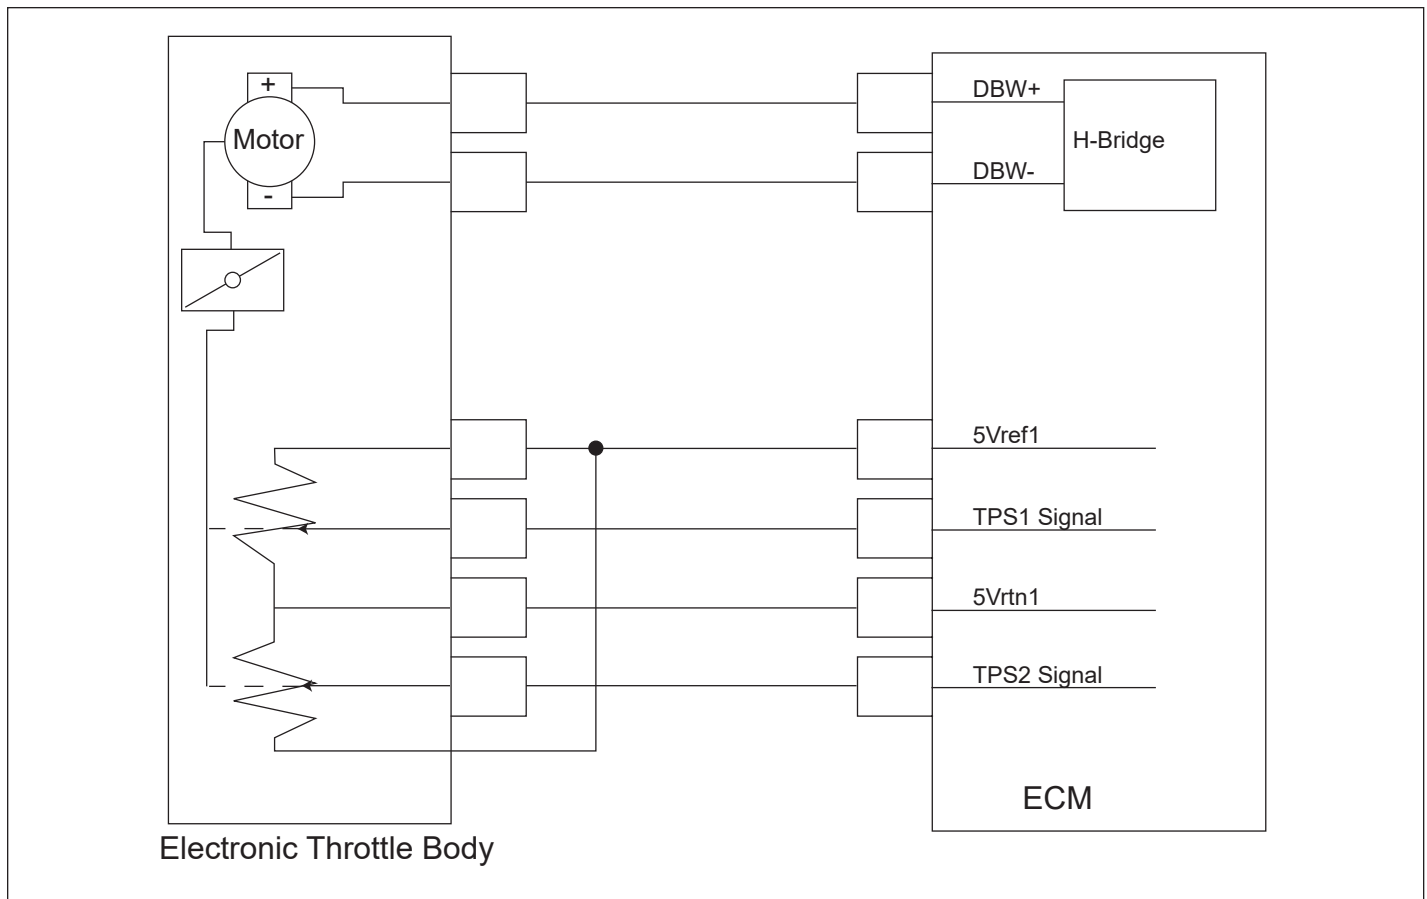 +
Motor
-
DBW+
H-Bridge
DBW-
5Vref1
TPS1 Signal
5Vrtn1
TPS2 Signal
ECM
Electronic Throttle Body